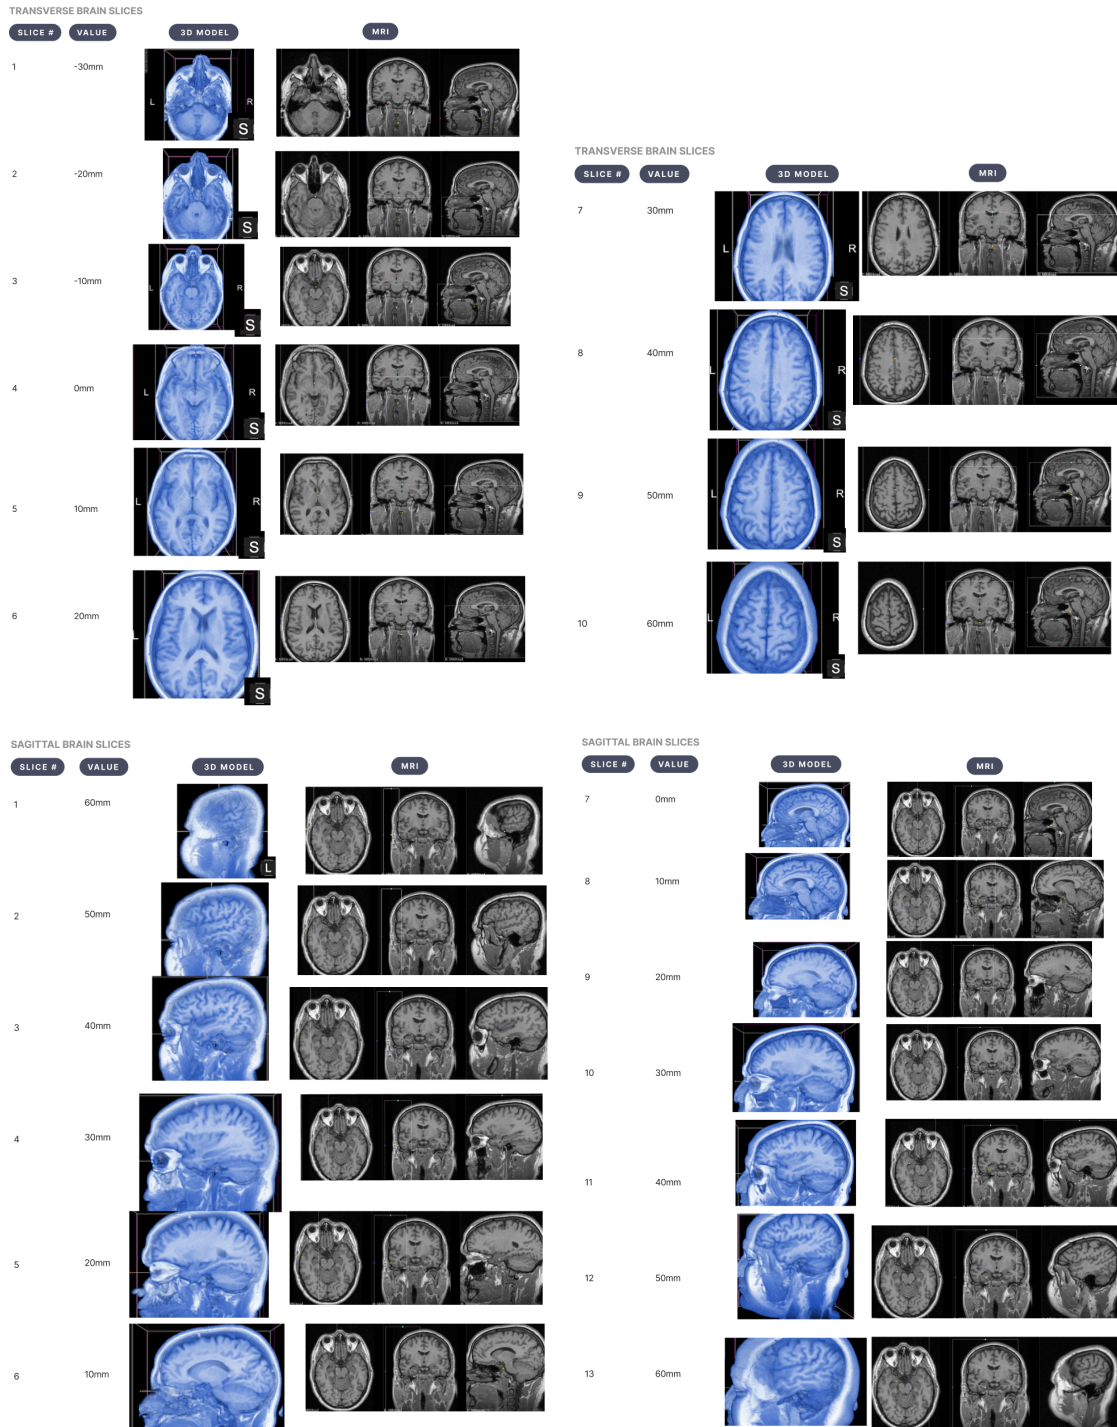 TRANSVERSE BRAIN SLICES
SLICE # VALUE 3D MODEL MRI
1 -30mm
L R
S
2 -20mm
S
3 -10mm
L R
S
4 0mm
L R
S
5 10mm
L R
S
6 20mm
L
S
TRANSVERSE BRAIN SLICES
SLICE # VALUE 3D MODEL MRI
7 30mm
L R
S
8 40mm
L R
S
9 50mm
L R
S
10 60mm
L R
S
SAGITTAL BRAIN SLICES
SLICE # VALUE 3D MODEL MRI
1 60mm
L
2 50mm
3 40mm
4 30mm
5 20mm
6 10mm
SAGITTAL BRAIN SLICES
SLICE # VALUE 3D MODEL MRI
7 0mm
8 10mm
9 20mm
10 30mm
11 40mm
12 50mm
13 60mm